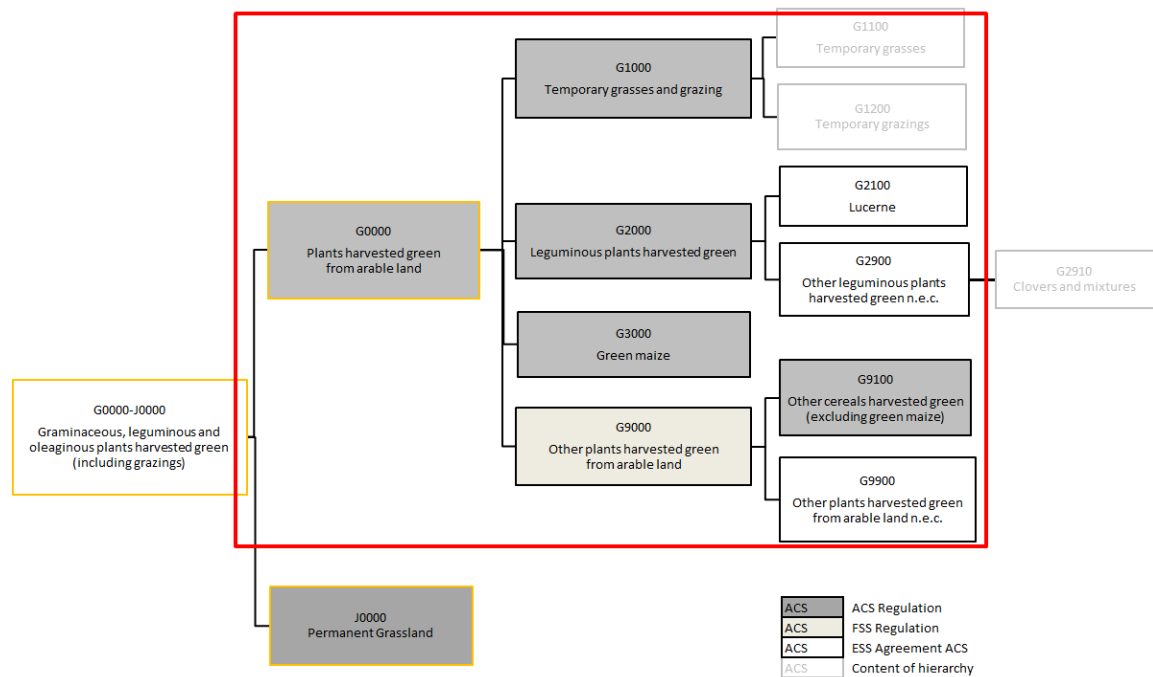 G1100
Temporary grasses
G1000
Temporary grasses and grazing
G1200
Temporary grazings
G2100
Lucerne
G0000
Plants harvested green
from arable land
G2000
Leguminous plants harvested green
G2900
Other leguminous plants
harvested green n.e.c.
G2910
Clovers and mixtures
G3000
Green maize
G9100
Other cereals harvested green
(excluding green maize)
G0000-J0000
Graminaceous, leguminous and
oleaginous plants harvested green
(including grazings)
G9000
Other plants harvested green
from arable land
G9900
Other plants harvested green
from arable land n.e.c.
J0000
Permanent Grassland
ACS ACS Regulation
ACS FSS Regulation
ACS ESS Agreement ACS
ACS Content of hierarchy